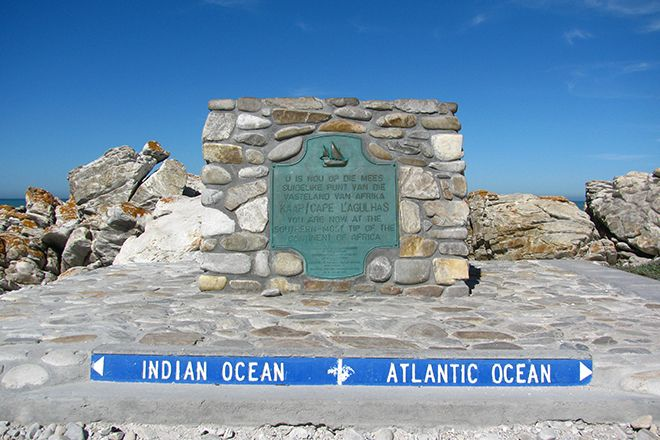 U IS NOU OP DIE MEES
SUIDELIKE PUNT VAN DIE
VASTELAND VAN AFRIKA
KAAP/CAPE L'AGULHAS
YOU ARE NOW AT THE
SOUTHERN-MOST TIP OF THE
CONTINENT OF AFRICA
INDIAN OCEAN ATLANTIC OCEAN